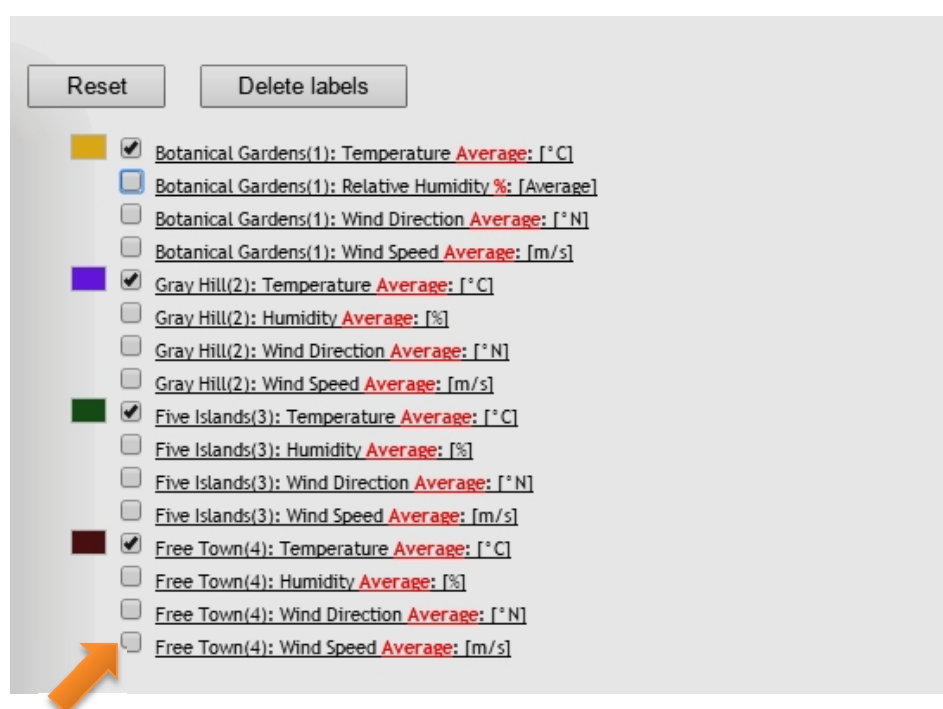 Reset Delete labels
Botanical Gardens(1): Temperature Average: [°C]
Botanical Gardens(1): Relative Humidity %: [Average]
Botanical Gardens(1): Wind Direction Average: [°N]
Botanical Gardens(1): Wind Speed Average: [m/s]
Gray Hill(2): Temperature Average: [°C]
Gray Hill(2): Humidity Average: [%]
Gray Hill(2): Wind Direction Average: [°N]
Gray Hill(2): Wind Speed Average: [m/s]
Five Islands(3): Temperature Average: [°C]
Five Islands(3): Humidity Average: [%]
Five Islands(3): Wind Direction Average: [°N]
Five Islands(3): Wind Speed Average: [m/s]
Free Town(4): Temperature Average: [°C]
Free Town(4): Humidity Average: [%]
Free Town(4): Wind Direction Average: [°N]
Free Town(4): Wind Speed Average: [m/s]